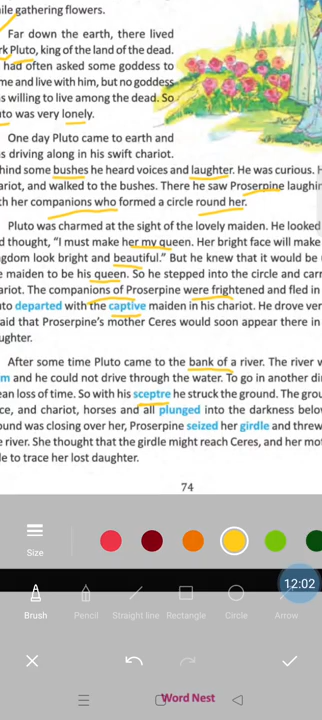 ile gathering flowers.
Far down the earth, there lived
rk Pluto, king of the land of the dead.
had often asked some goddess to
me and live with him, but no goddess
s willing to live among the dead. So
uto was very lonely.
One day Pluto came to earth and
s driving along in his swift chariot.
hind some bushes he heard voices and laughter. He was curious. H
ariot, and walked to the bushes. There he saw Proserpine laughin
th her companions who formed a circle round her.
Pluto was charmed at the sight of the lovely maiden. He looked
d thought, "I must make her my queen. Her bright face will make
ngdom look bright and beautiful." But he knew that it would be
e maiden to be his queen. So he stepped into the circle and carr
ariot. The companions of Proserpine were frightened and fled in
uto departed with the captive maiden in his chariot. He drove ver
aid that Proserpine's mother Ceres would soon appear there in
ughter.
After some time Pluto came to the bank of a river. The river w
m and he could not drive through the water. To go in another di
ean loss of time. So with his sceptre he struck the ground. The grou
ce, and chariot, horses and all plunged into the darkness below
ound was closing over her, Proserpine seized her girdle and threw
e river. She thought that the girdle might reach Ceres, and her mo
le to trace her lost daughter.
74
Size
12:02
Brush Pencil Straight line Rectangle Circle Arrow
Word Nest